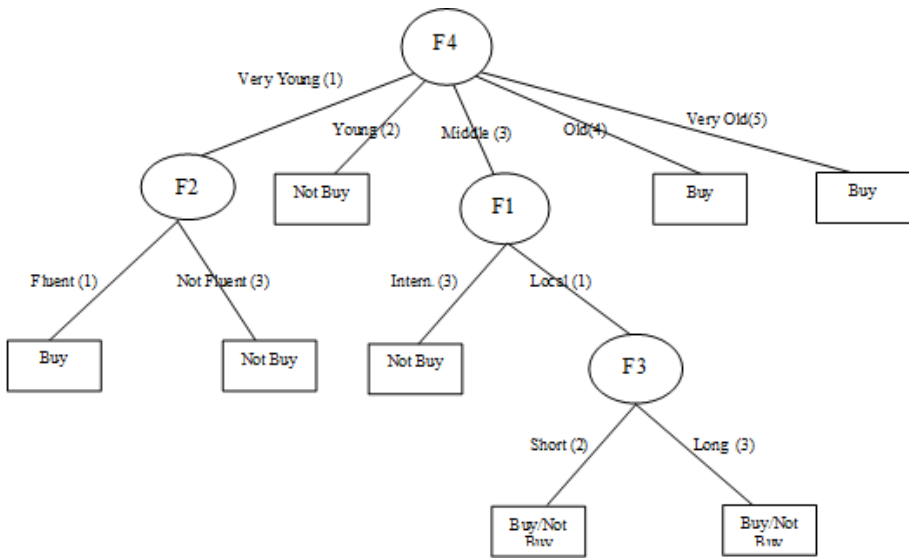 F4
Very Young (1)
Young (2)
Middle (3)
Old(4)
Very Old(5)
F2
Not Buy
F1
Buy
Buy
Fluent (1)
Not Fluent (3)
Intern. (3)
Local (1)
Buy
Not Buy
Not Buy
F3
Short (2)
Long (3)
Buy/Not
Buy
Buy/Not
Buy